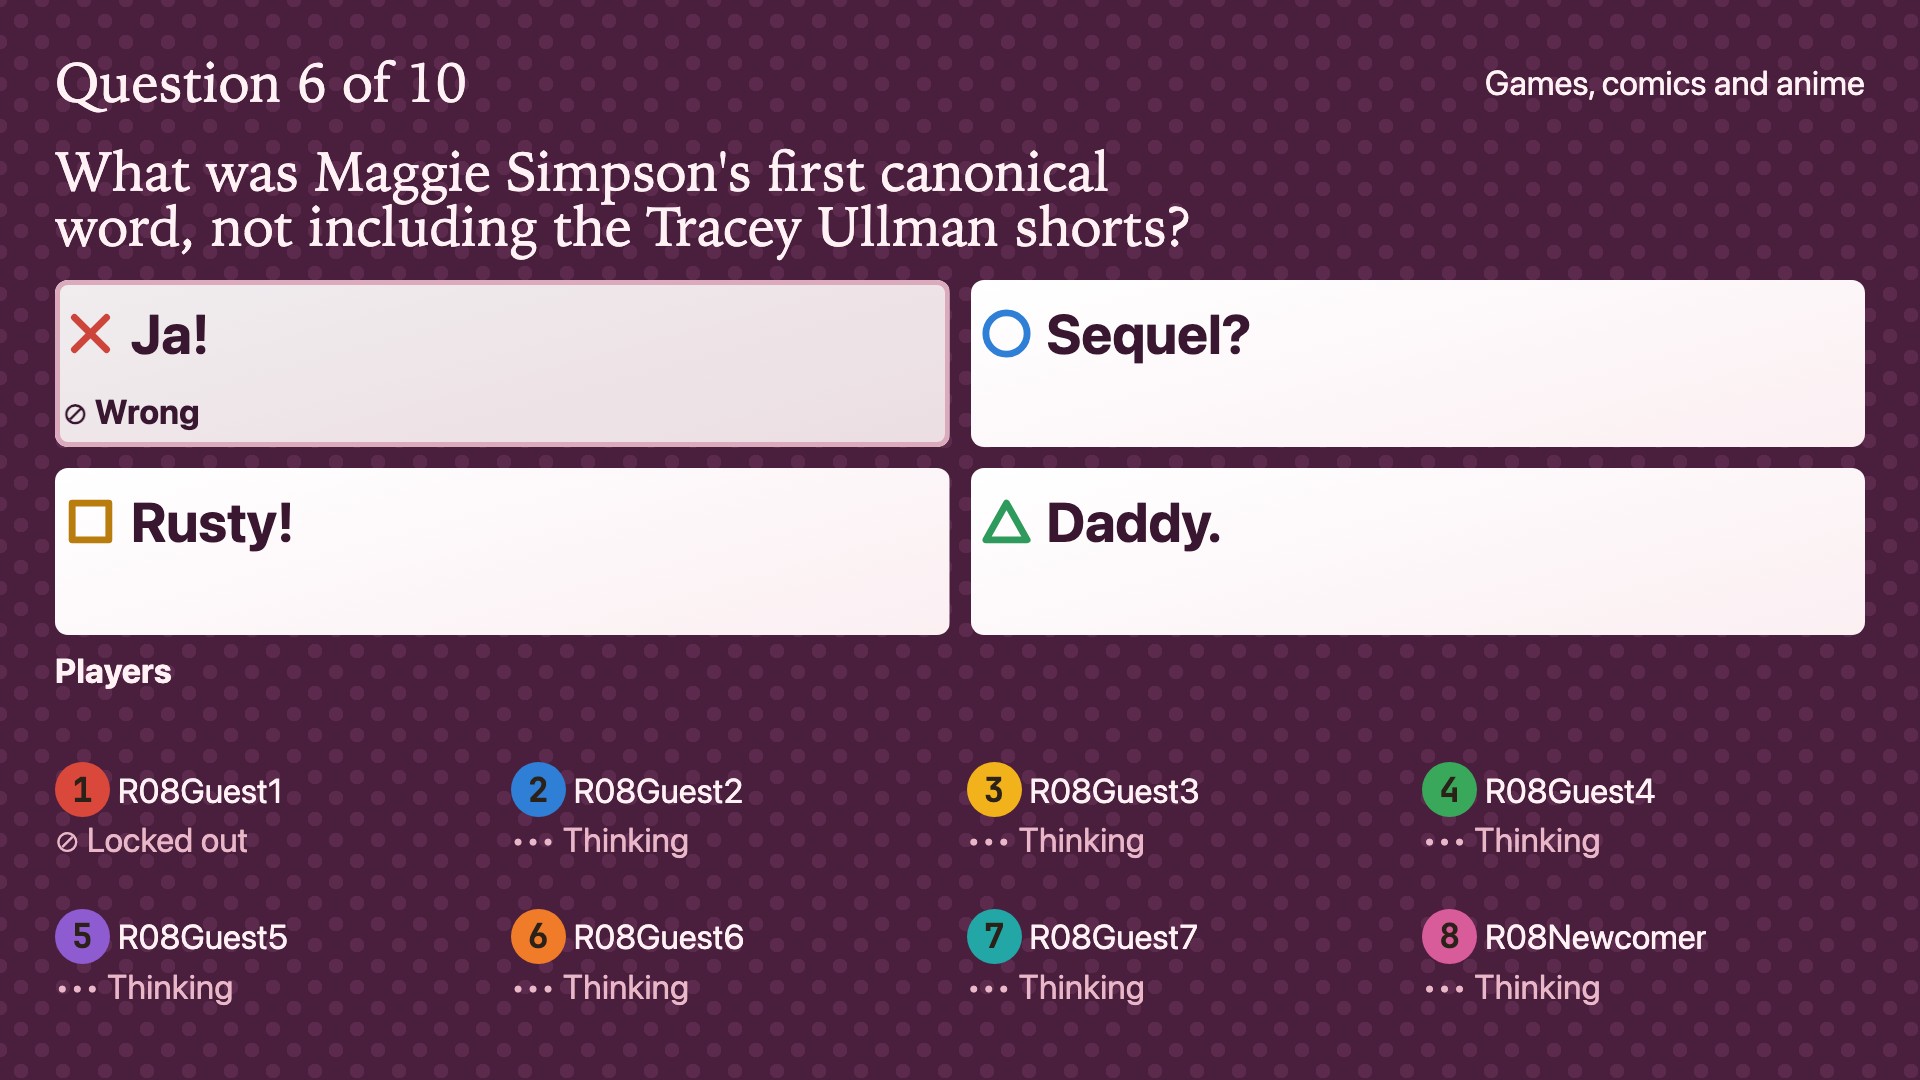 Question 6 of 10
Games, comics and anime
What was Maggie Simpson's first canonical
word, not including the Tracey Ullman shorts?
Ja!
Wrong
Sequel?
Rusty!
Daddy.
Players
1 R08Guest1
Locked out
2 R08Guest2
Thinking
3 R08Guest3
Thinking
4 R08Guest4
Thinking
5 R08Guest5
Thinking
6 R08Guest6
Thinking
7 R08Guest7
Thinking
8 R08Newcomer
Thinking